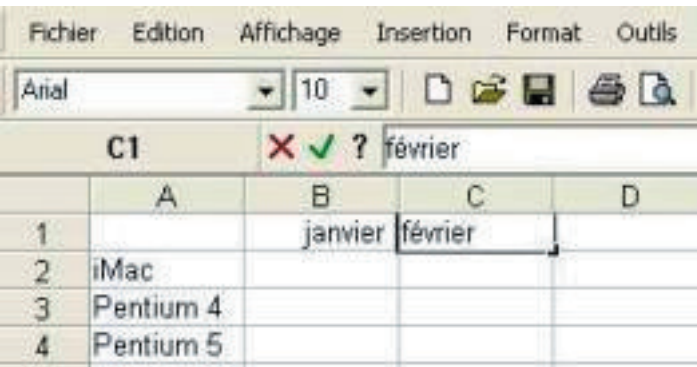 Fichier Edition Affichage Insertion Format Outils
Arial 10
C1 ? février
A B C D
1 janvier février
2 iMac
3 Pentium 4
4 Pentium 5